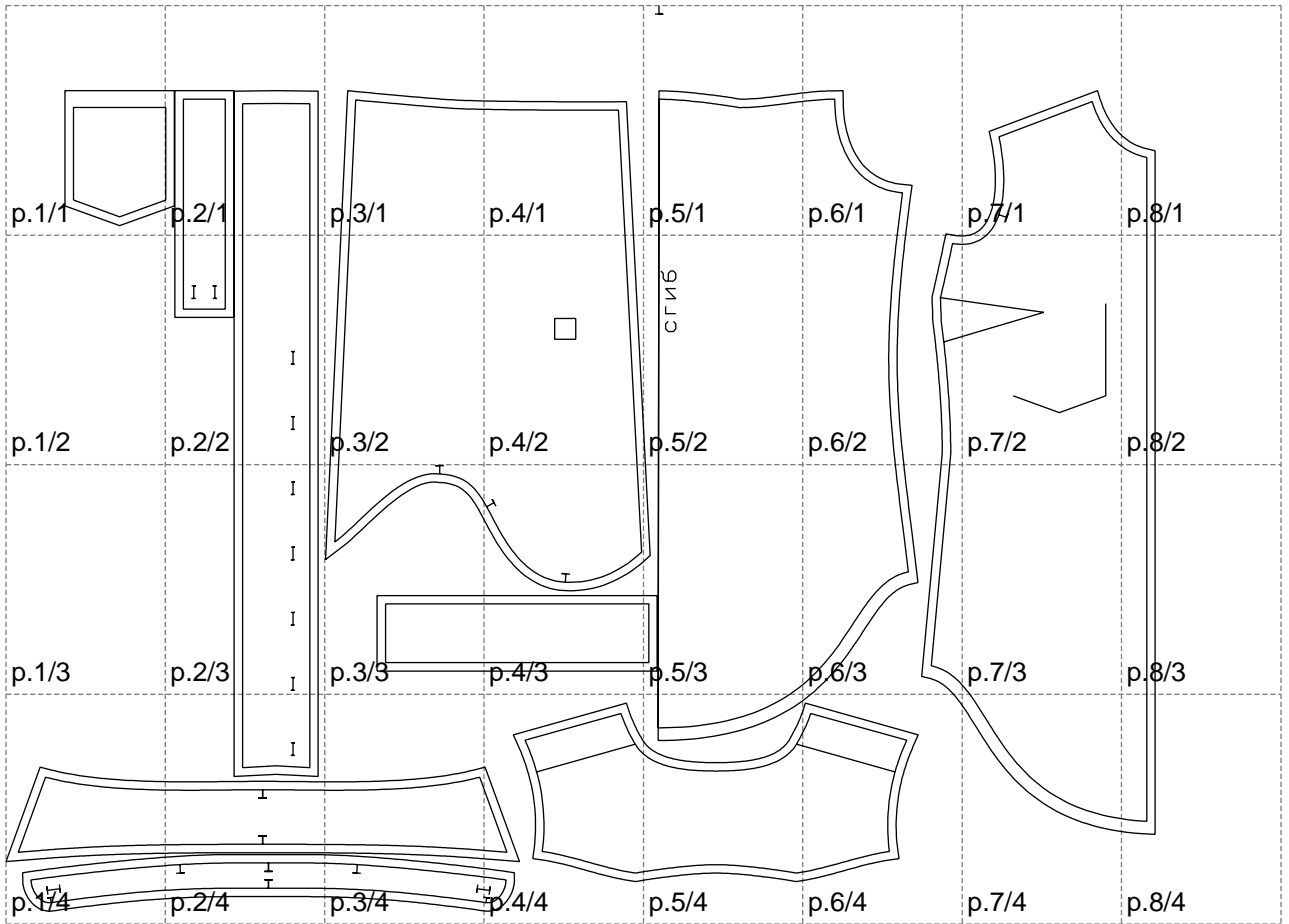 p.1/1 p.2/1 p.3/1 p.4/1 p.5/1 p.6/1 p.7/1 p.8/1
сгиб
p.1/2 p.2/2 p.3/2 p.4/2 p.5/2 p.6/2 p.7/2 p.8/2
p.1/3 p.2/3 p.3/3 p.4/3 p.5/3 p.6/3 p.7/3 p.8/3
p.1/4 p.2/4 p.3/4 p.4/4 p.5/4 p.6/4 p.7/4 p.8/4